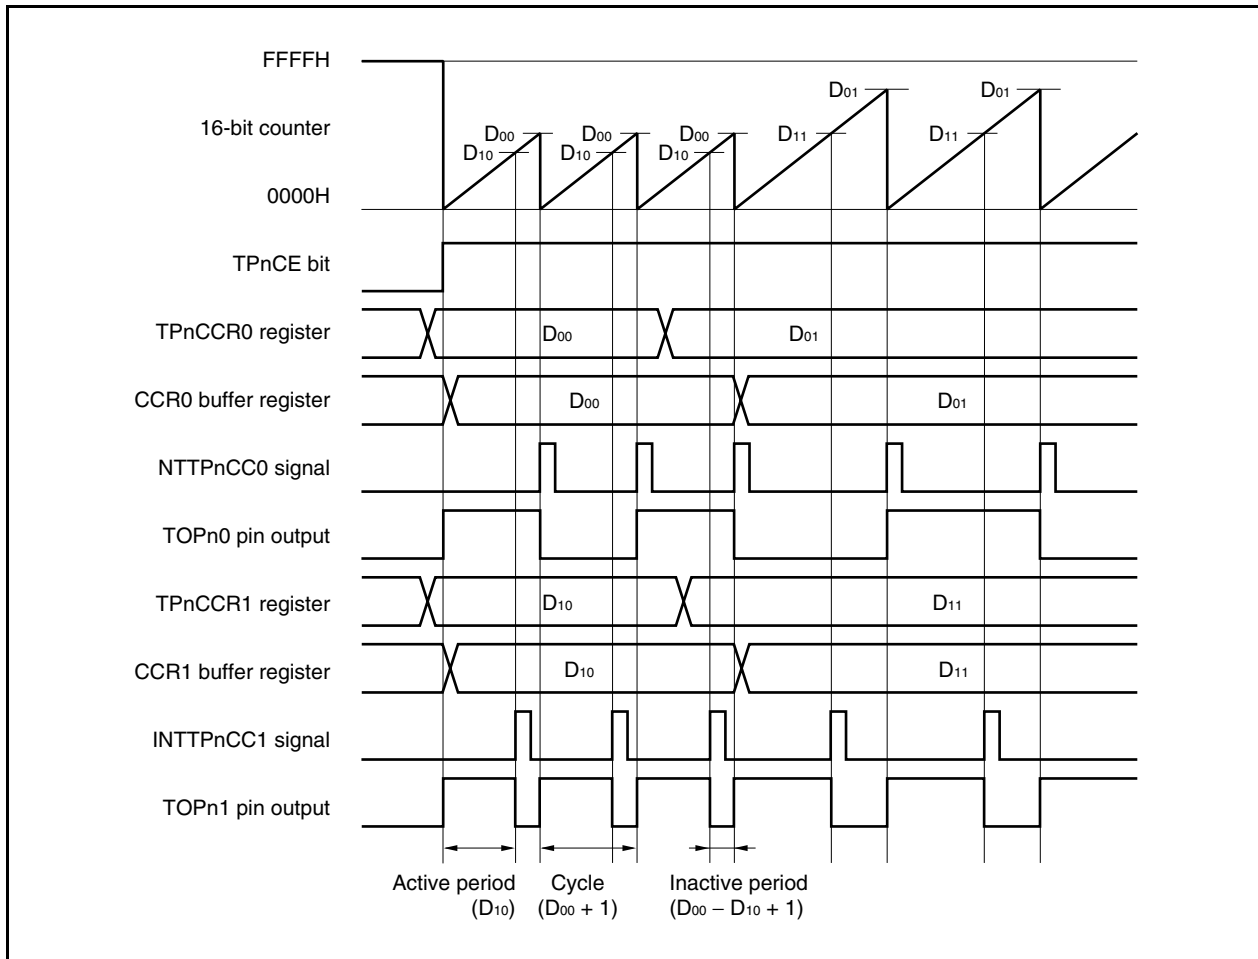 FFFFH
D01 D01
16-bit counter
D00 D00 D00 D11 D11
D10 D10 D10
0000H
TPnCE bit
TPnCCR0 register D00 D01
CCR0 buffer register D00 D01
NTTPnCC0 signal
TOPn0 pin output
TPnCCR1 register D10 D11
CCR1 buffer register D10 D11
INTTPnCC1 signal
TOPn1 pin output
Active period Cycle Inactive period
(D10) (D00 + 1) (D00 − D10 + 1)